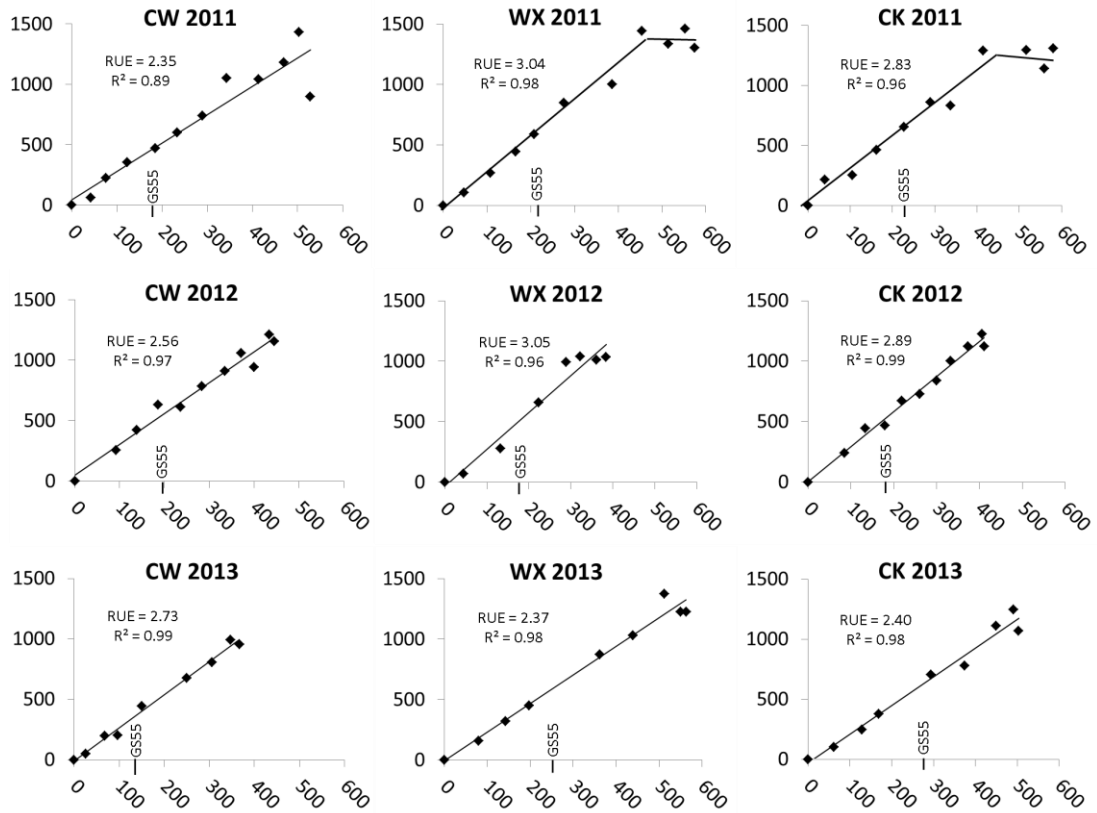 CW 2011
WX 2011
CK 2011
1500
1000
500
0
RUE = 2.35
R² = 0.89
GS55
0 100 200 300 400 500 600
1500
1000
500
0
RUE = 3.04
R² = 0.98
GS55
0 100 200 300 400 500 600
1500
1000
500
0
RUE = 2.83
R² = 0.96
GS55
0 100 200 300 400 500 600
CW 2012
WX 2012
CK 2012
1500
1000
500
0
RUE = 2.56
R² = 0.97
GS55
0 100 200 300 400 500 600
1500
1000
500
0
RUE = 3.05
R² = 0.96
GS55
0 100 200 300 400 500 600
1500
1000
500
0
RUE = 2.89
R² = 0.99
GS55
0 100 200 300 400 500 600
CW 2013
WX 2013
CK 2013
1500
1000
500
0
RUE = 2.73
R² = 0.99
GS55
0 100 200 300 400 500 600
1500
1000
500
0
RUE = 2.37
R² = 0.98
GS55
0 100 200 300 400 500 600
1500
1000
500
0
RUE = 2.40
R² = 0.98
GS55
0 100 200 300 400 500 600